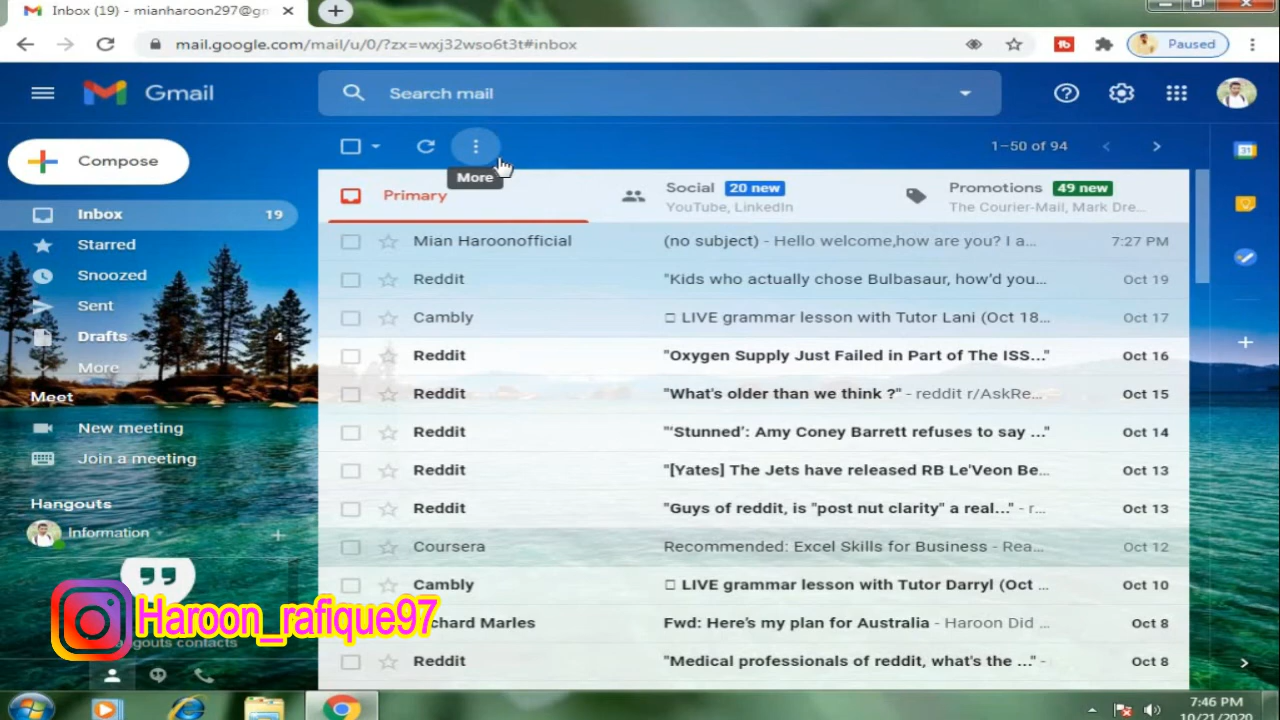 Inbox (19) - mianharoon297@gm
mail.google.com/mail/u/0/?zx=wxj32wso6t3t#inbox
Paused
Gmail
Search mail
Compose
1–50 of 94
More
Primary
Social 20 new
YouTube, LinkedIn
Promotions 49 new
The Courier-Mail, Mark Dre...
Inbox 19
Starred
Snoozed
Sent
Drafts 4
More
Meet
New meeting
Join a meeting
Hangouts
Information
Mian Haroonofficial (no subject) - Hello welcome,how are you? I a... 7:27 PM
Reddit "Kids who actually chose Bulbasaur, how'd you... Oct 19
Cambly □ LIVE grammar lesson with Tutor Lani (Oct 18... Oct 17
Reddit "Oxygen Supply Just Failed in Part of The ISS..." Oct 16
Reddit "What's older than we think ?" - reddit r/AskRe... Oct 15
Reddit "'Stunned': Amy Coney Barrett refuses to say ..." Oct 14
Reddit "[Yates] The Jets have released RB Le'Veon Be... Oct 13
Reddit "Guys of reddit, is "post nut clarity" a real..." - r... Oct 13
Coursera Recommended: Excel Skills for Business - Rea... Oct 12
Cambly □ LIVE grammar lesson with Tutor Darryl (Oct ... Oct 10
chard Marles Fwd: Here's my plan for Australia - Haroon Did ... Oct 8
Reddit "Medical professionals of reddit, what's the ..." - Oct 8
Haroon_rafique97
angouts contacts
7:46 PM
10/21/2020